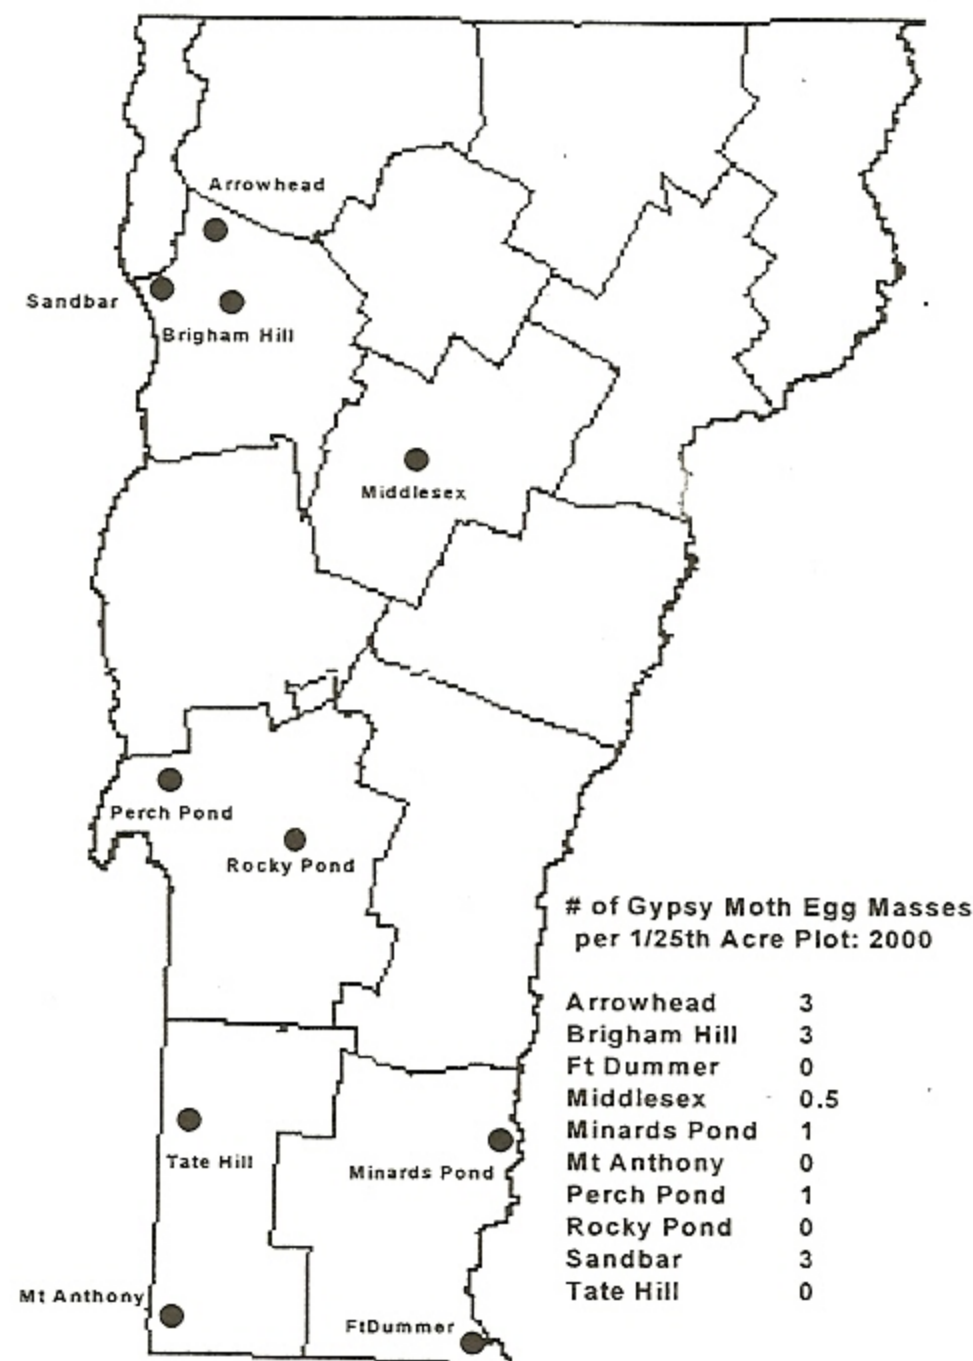 Arrowhead
Sandbar
Brigham Hill
Middlesex
Perch Pond
Rocky Pond
# of Gypsy Moth Egg Masses
per 1/25th Acre Plot: 2000
Arrowhead 3
Brigham Hill 3
Ft Dummer 0
Middlesex 0.5
Minards Pond 1
Mt Anthony 0
Perch Pond 1
Rocky Pond 0
Sandbar 3
Tate Hill 0
Tate Hill
Minards Pond
Mt Anthony
FtDummer